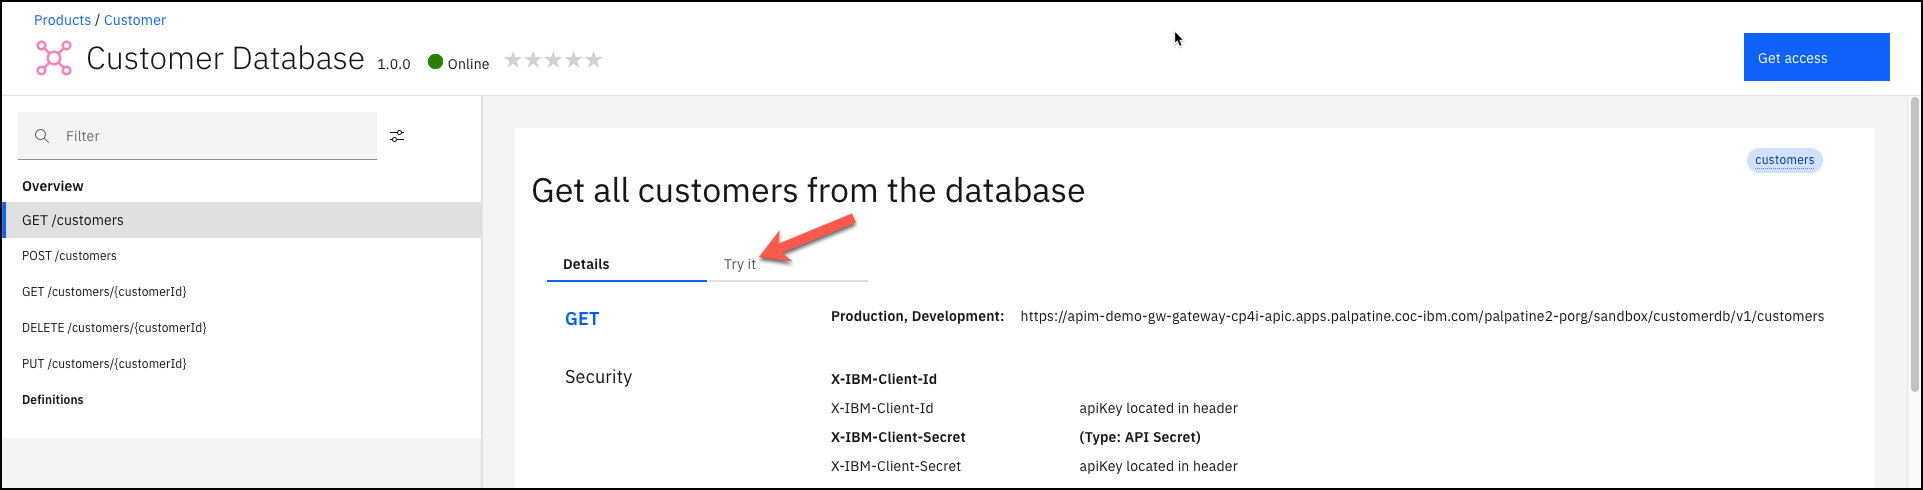 Products / Customer
Customer Database 1.0.0 Online
Get access
Filter
Overview
GET /customers
POST /customers
GET /customers/{customerId}
DELETE /customers/{customerId}
PUT /customers/{customerId}
Definitions
customers
Get all customers from the database
Details Try it
GET Production, Development: https://apim-demo-gw-gateway-cp4i-apic.apps.palpatine.coc-ibm.com/palpatine2-porg/sandbox/customerdb/v1/customers
Security
X-IBM-Client-Id
X-IBM-Client-Id apiKey located in header
X-IBM-Client-Secret (Type: API Secret)
X-IBM-Client-Secret apiKey located in header